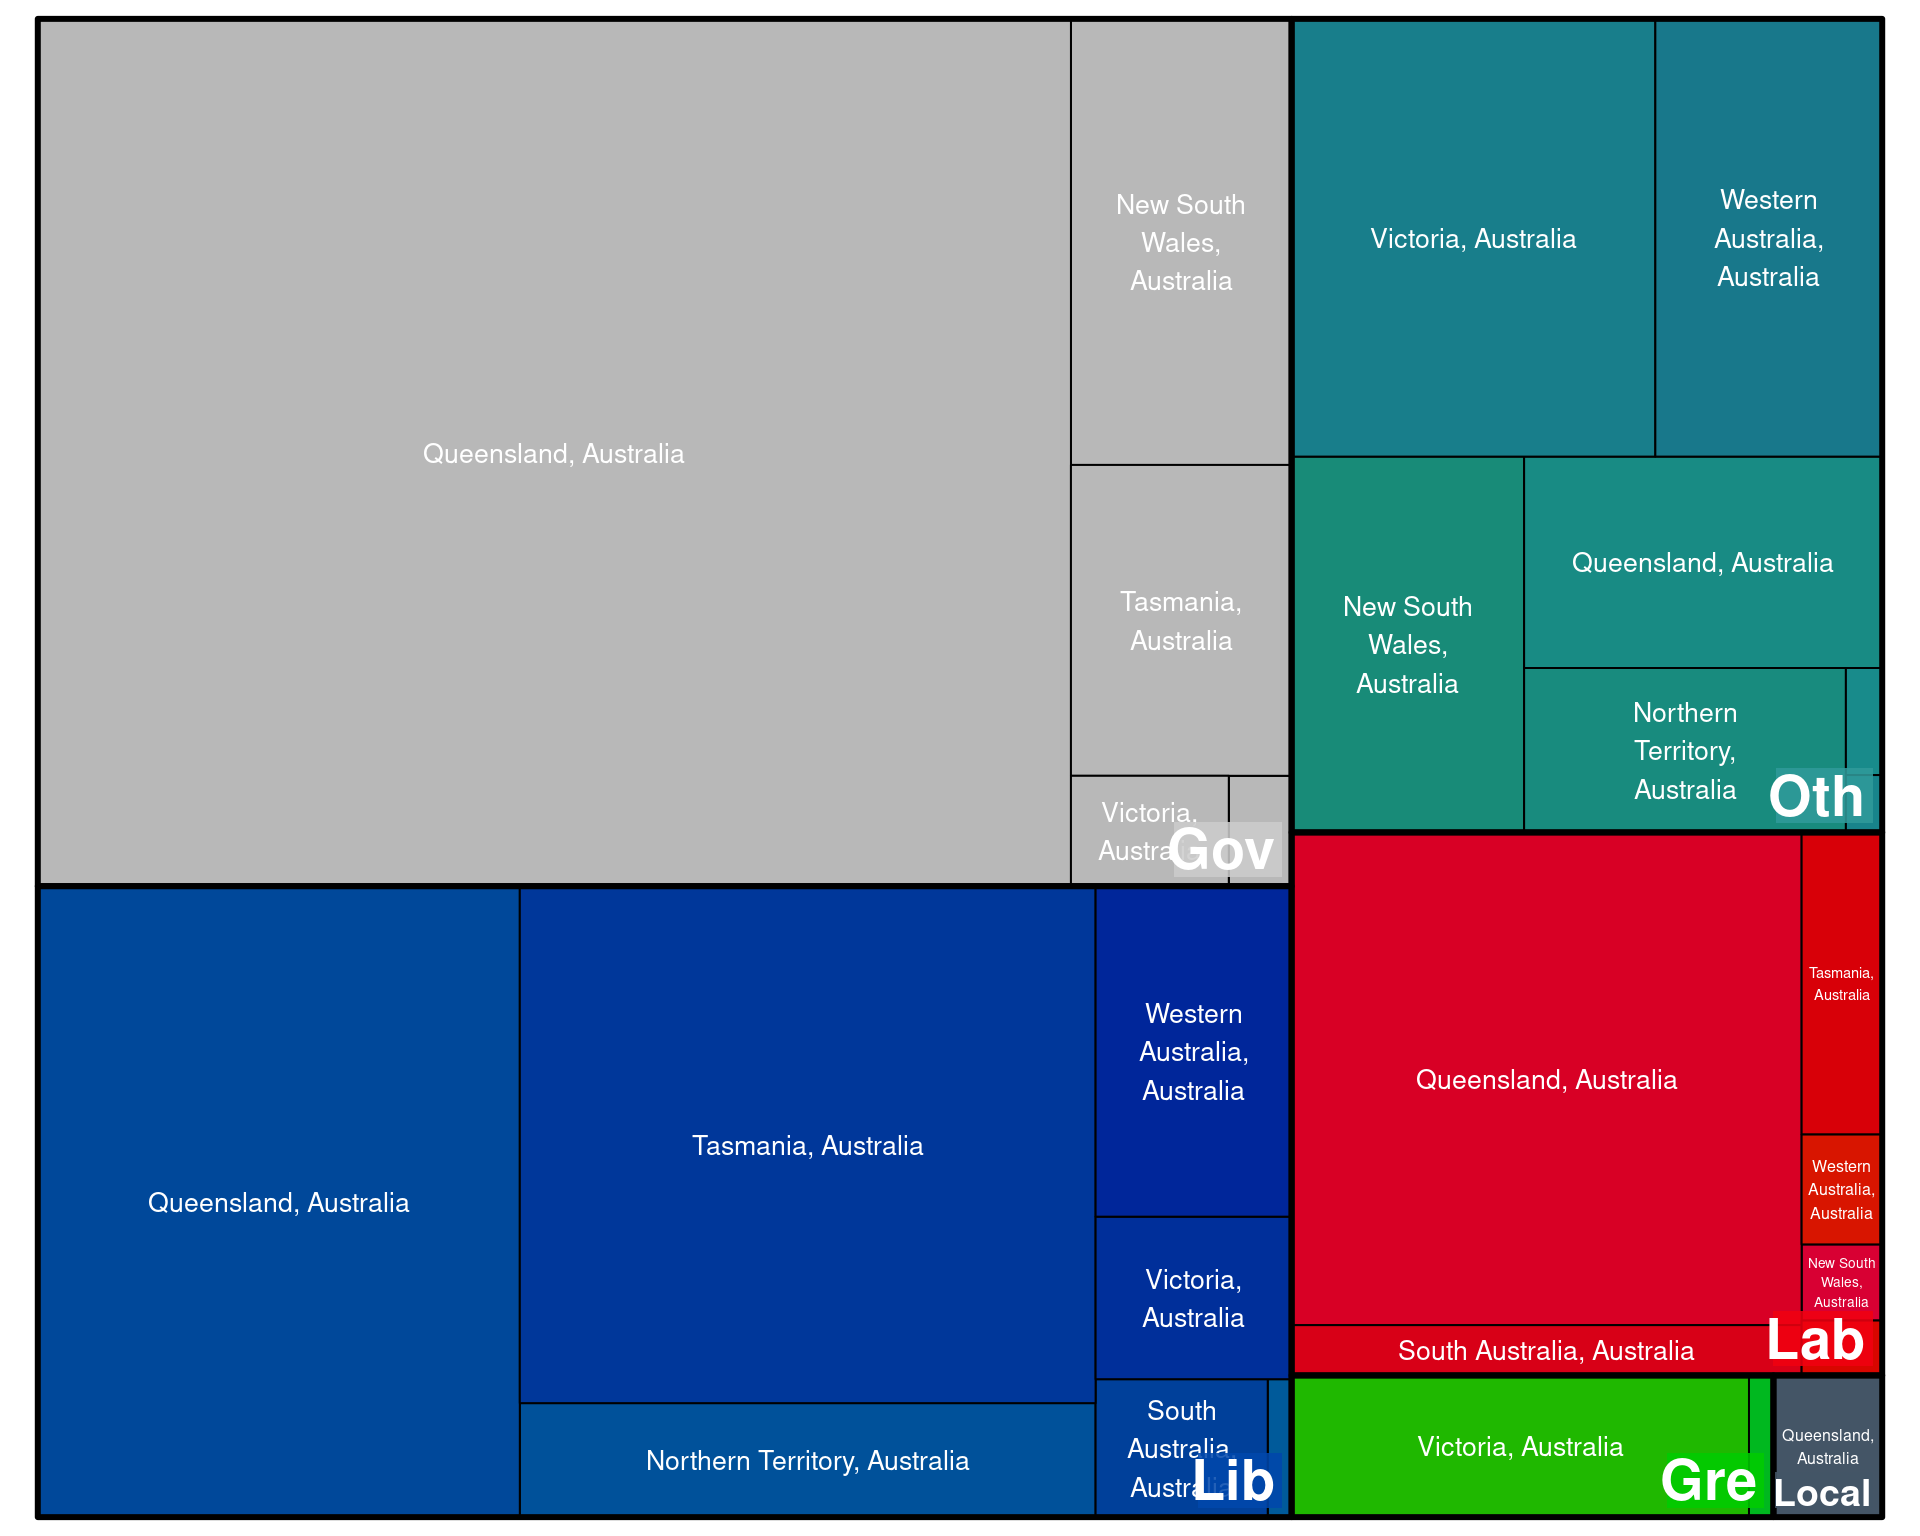 Queensland, Australia
New South
Wales,
Australia
Tasmania,
Australia
Victoria,
Australia
Gov
Victoria, Australia
Western
Australia,
Australia
New South
Wales,
Australia
Queensland, Australia
Northern
Territory,
Australia
Oth
Queensland, Australia
Tasmania, Australia
Northern Territory, Australia
Western
Australia,
Australia
Victoria,
Australia
South
Australia,
Australia
Lib
Queensland, Australia
Tasmania,
Australia
Western
Australia,
Australia
New South
Wales,
Australia
South Australia, Australia
Lab
Victoria, Australia
Gre
Queensland,
Australia
Local